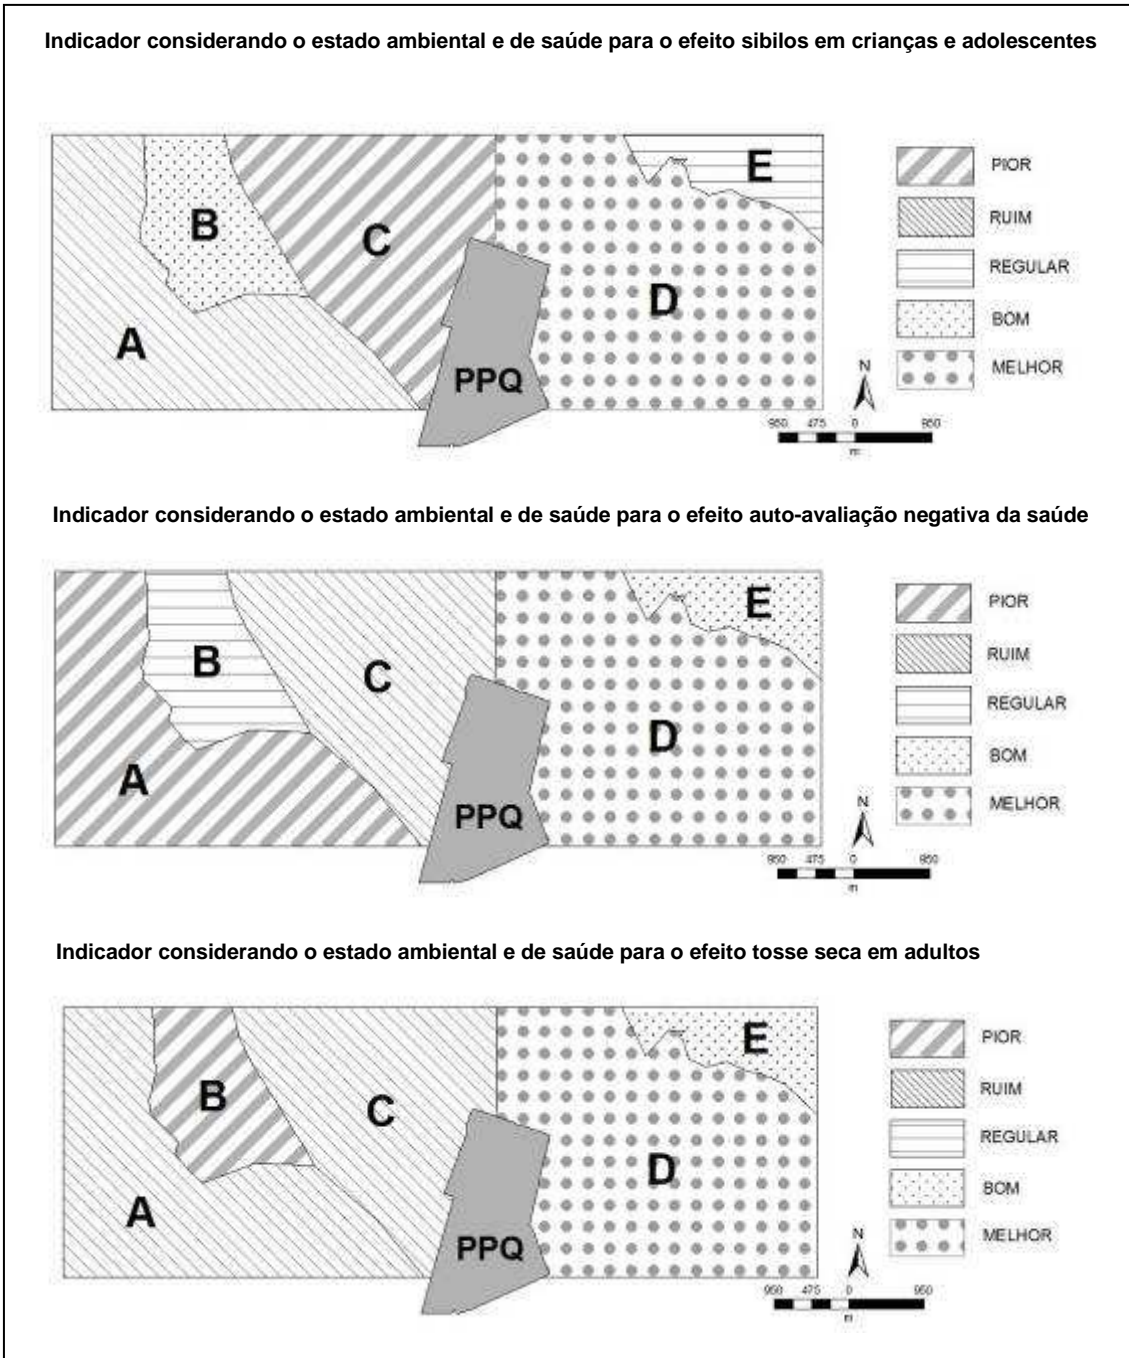 Indicador considerando o estado ambiental e de saúde para o efeito sibilos em crianças e adolescentes
A
B
C
D
E
PPQ
PIOR
RUIM
REGULAR
BOM
MELHOR
N
950 475 0 950
m
Indicador considerando o estado ambiental e de saúde para o efeito auto-avaliação negativa da saúde
A
B
C
D
E
PPQ
PIOR
RUIM
REGULAR
BOM
MELHOR
N
950 475 0 950
m
Indicador considerando o estado ambiental e de saúde para o efeito tosse seca em adultos
A
B
C
D
E
PPQ
PIOR
RUIM
REGULAR
BOM
MELHOR
N
950 475 0 950
m